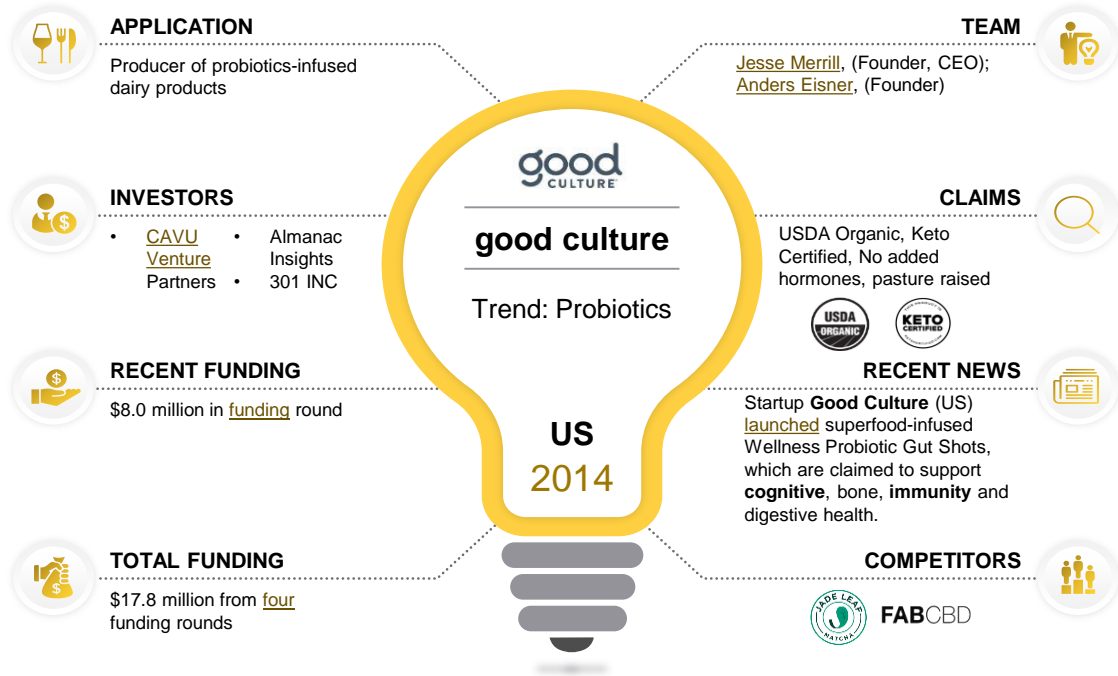 APPLICATION
Producer of probiotics-infused
dairy products
INVESTORS
• CAVU
Venture
Partners
• Almanac
Insights
• 301 INC
RECENT FUNDING
$8.0 million in funding round
TOTAL FUNDING
$17.8 million from four
funding rounds
good
CULTURE
good culture
Trend: Probiotics
US
2014
TEAM
Jesse Merrill, (Founder, CEO);
Anders Eisner, (Founder)
CLAIMS
USDA Organic, Keto
Certified, No added
hormones, pasture raised
USDA
ORGANIC
KETO
CERTIFIED
RECENT NEWS
Startup Good Culture (US)
launched superfood-infused
Wellness Probiotic Gut Shots,
which are claimed to support
cognitive, bone, immunity and
digestive health.
COMPETITORS
JADE LEAF
MATCHA
FABCBD